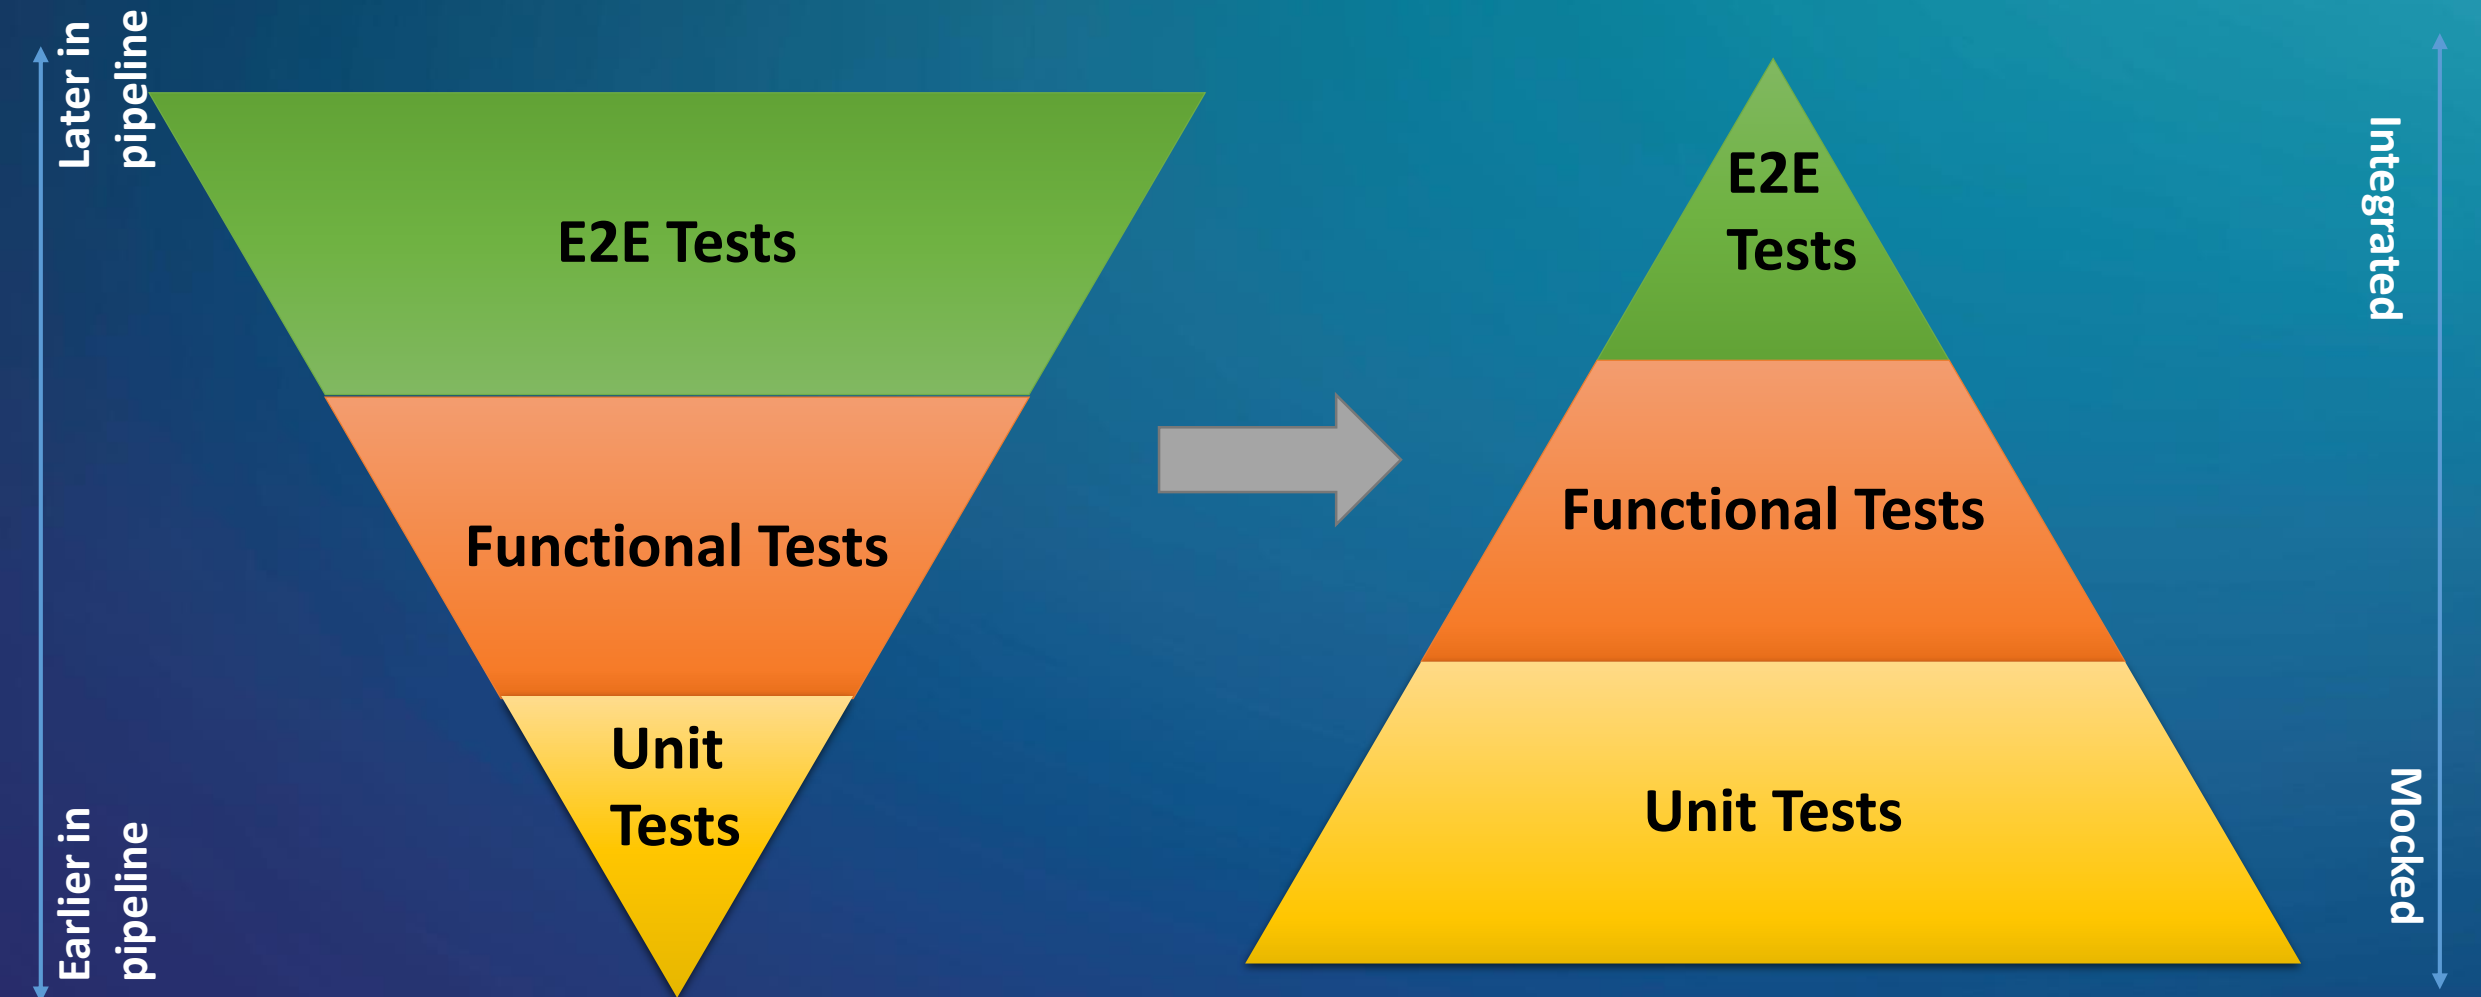 Later in
pipeline
Earlier in
pipeline
E2E Tests
Functional Tests
Unit
Tests
E2E
Tests
Functional Tests
Unit Tests
Integrated
Mocked